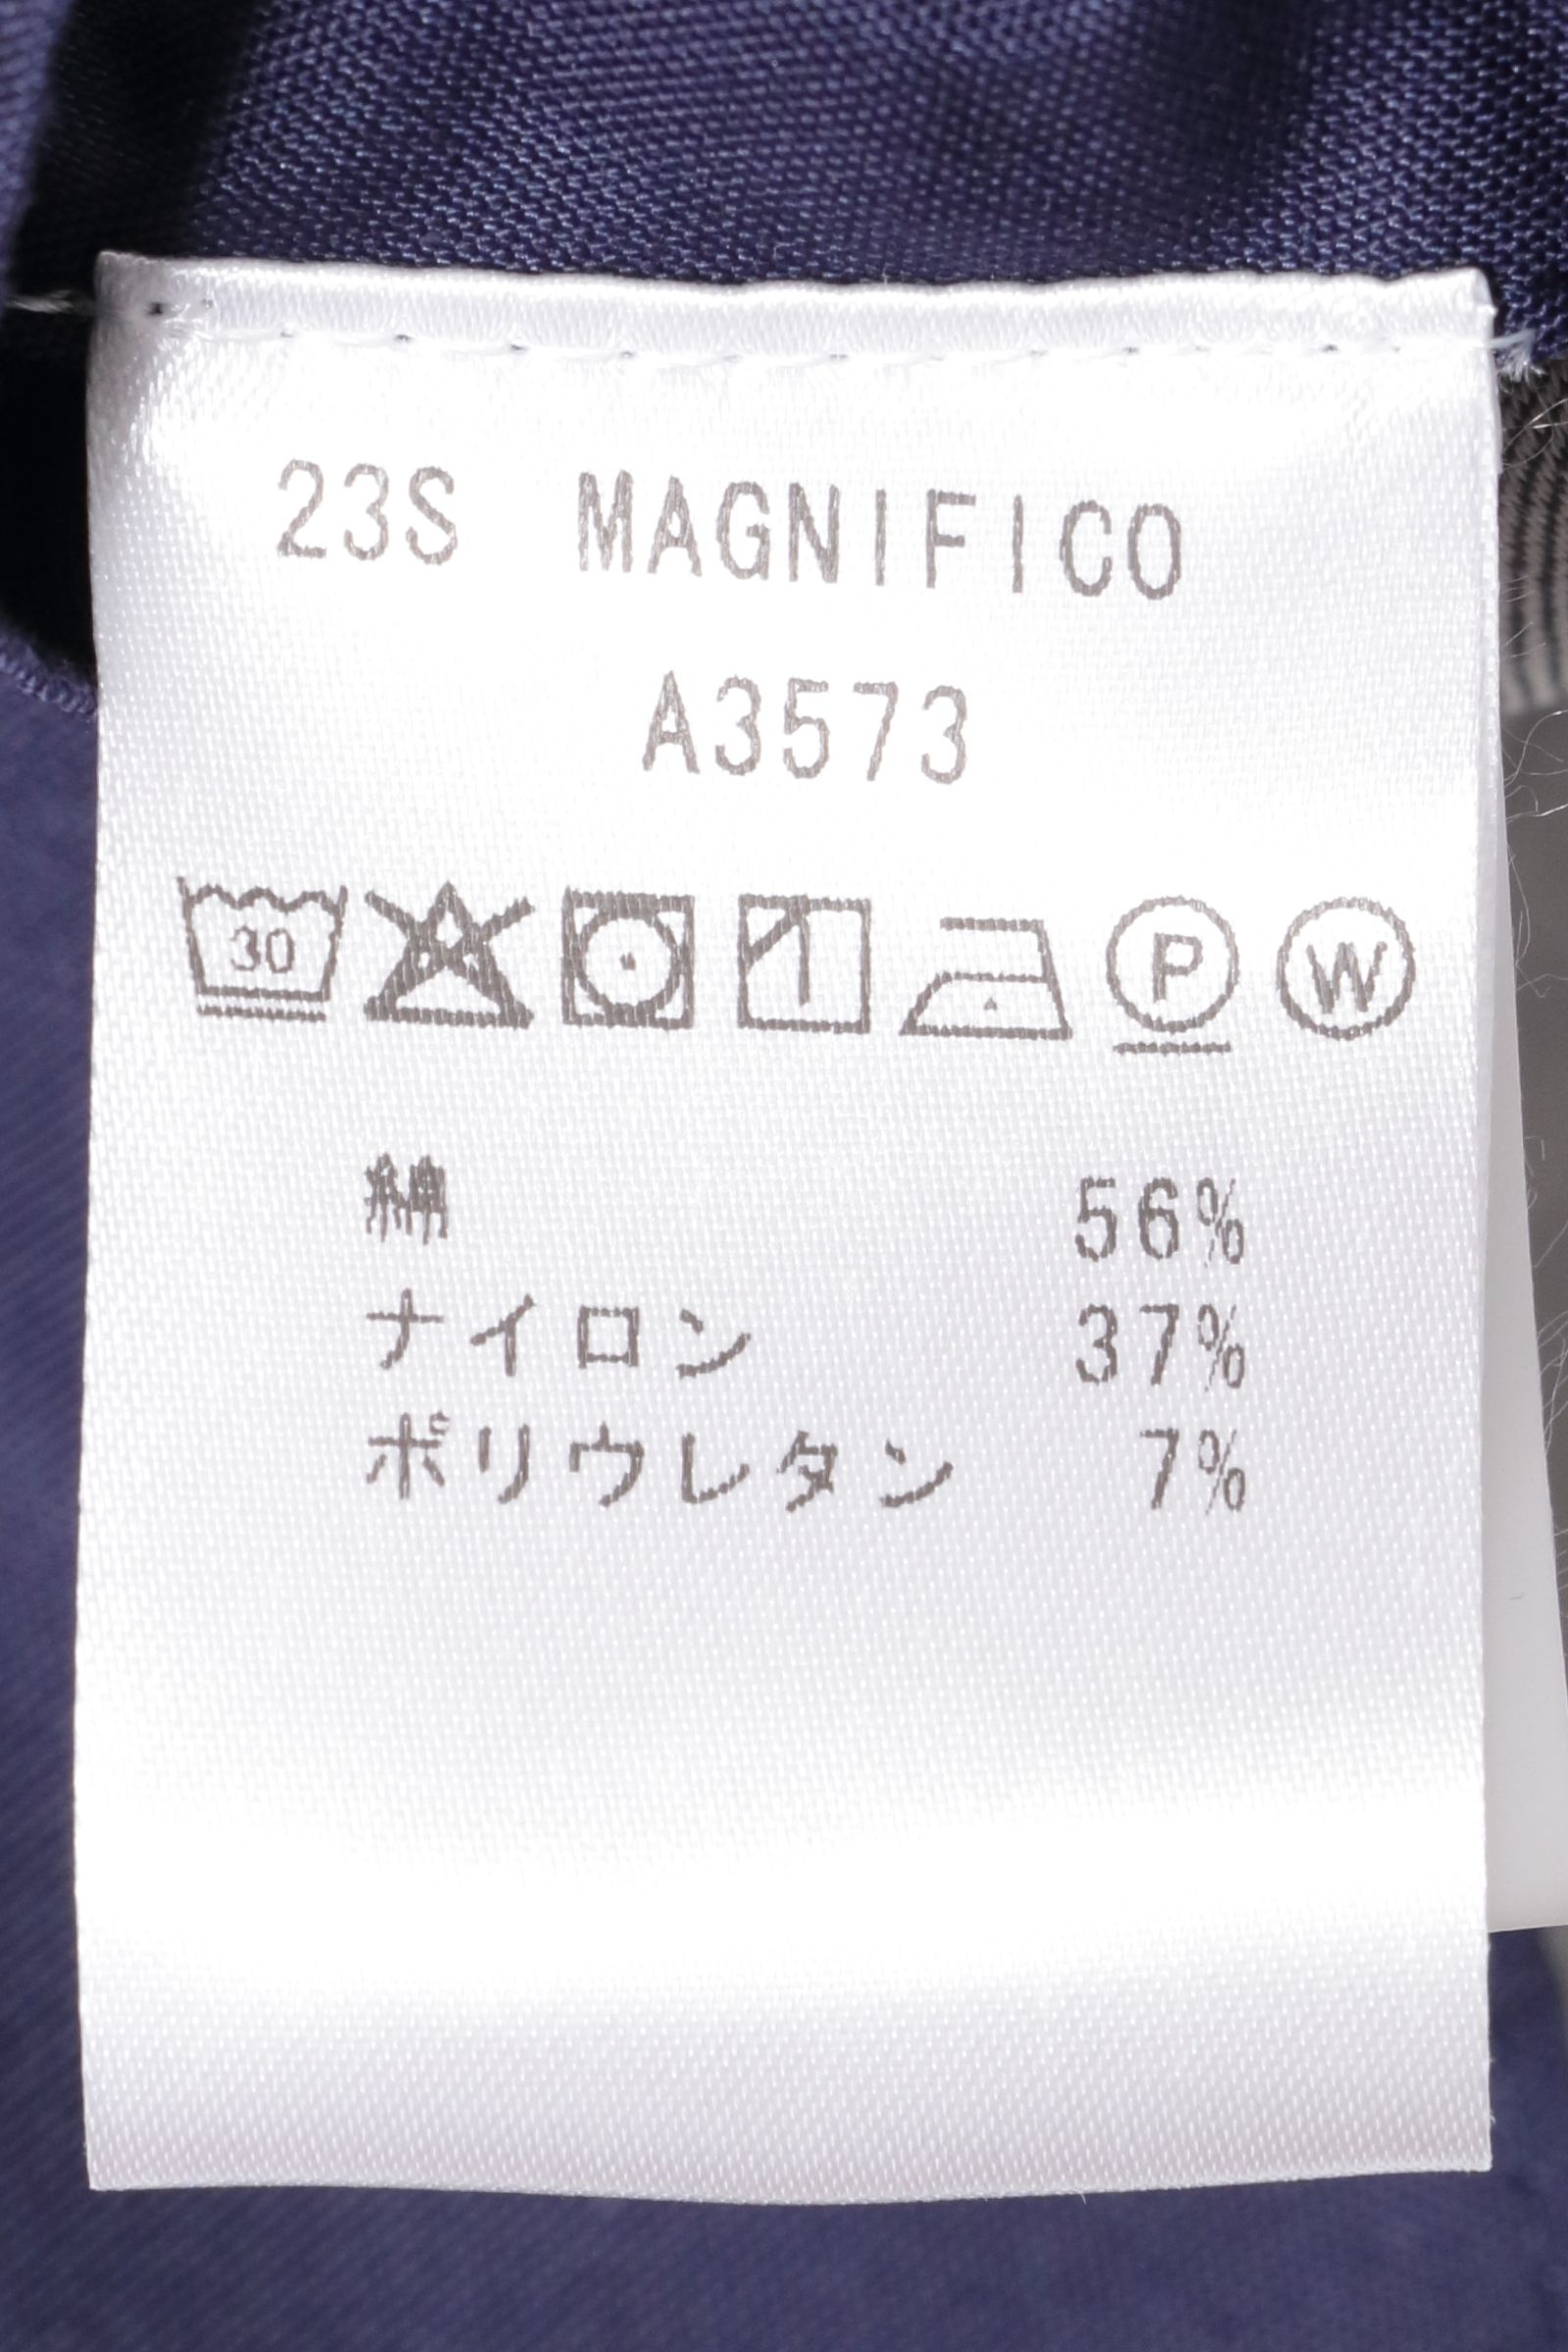 23S MAGNIFICO
A3573
30 P W
綿 56%
ナイロン 37%
ポリウレタン 7%